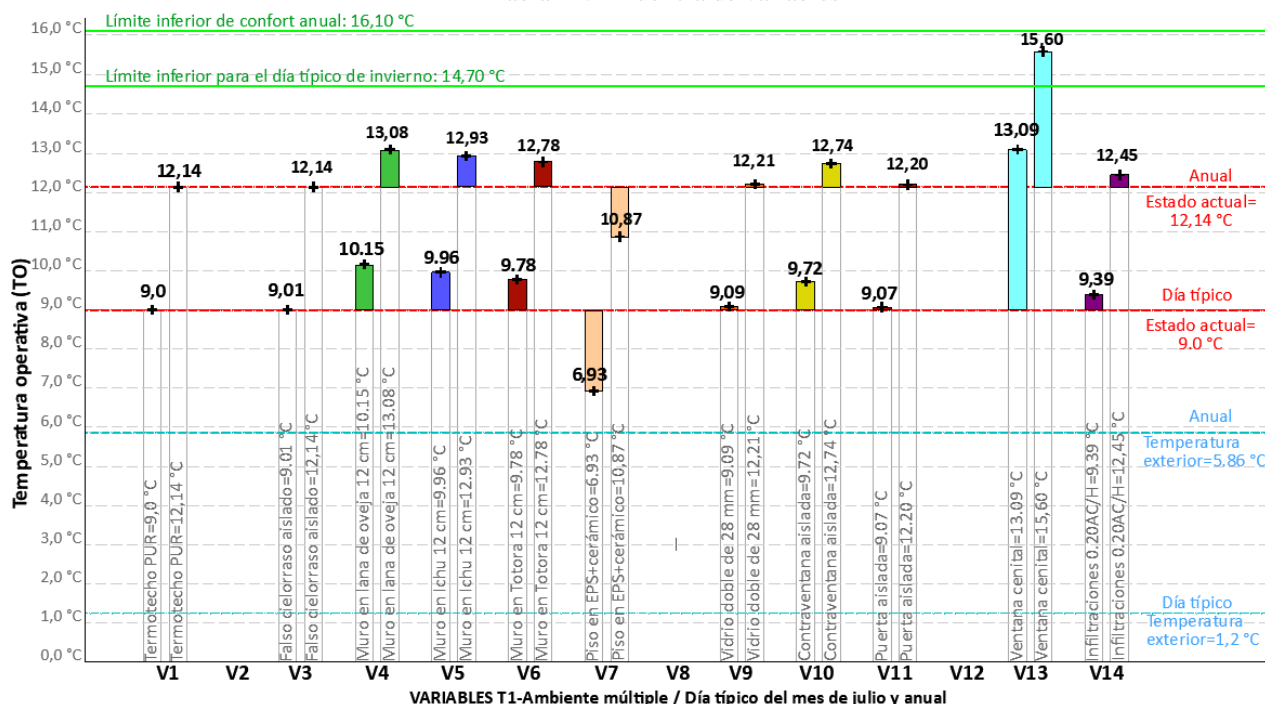 Límite inferior de confort anual: 16,10 °C
Límite inferior para el día típico de invierno: 14,70 °C
Temperatura operativa (TO)
16,0 °C
15,0 °C
14,0 °C
13,0 °C
12,0 °C
11,0 °C
10,0 °C
9,0 °C
8,0 °C
7,0 °C
6,0 °C
5,0 °C
4,0 °C
3,0 °C
2,0 °C
1,0 °C
0,0 °C
9,0
12,14
9,01
12,14
10.15
13,08
9.96
12,93
9.78
12,78
6,93
10,87
9,09
12,21
9,72
12,74
9,07
12,20
13,09
15,60
9,39
12,45
Anual
Estado actual=
12,14 °C
Día típico
Estado actual=
9.0 °C
Anual
Temperatura
exterior=5,86 °C
Día típico
Temperatura
exterior=1,2 °C
Termotecho PUR=9,0 °C
Termotecho PUR=12,14 °C
Falso cielorraso aislado=9.01 °C
Falso cielorraso aislado=12,14 °C
Muro en lana de oveja 12 cm=10.15 °C
Muro en lana de oveja 12 cm=13.08 °C
Muro en Ichu 12 cm=9.96 °C
Muro en Ichu 12 cm=12.93 °C
Muro en Totora 12 cm=9.78 °C
Muro en Totora 12 cm=12.78 °C
Piso en EPS+cerámico=6.93 °C
Piso en EPS+cerámico=10,87 °C
Vidrio doble de 28 mm=9.09 °C
Vidrio doble de 28 mm=12,21 °C
Contraventana aislada=9.72 °C
Contraventana aislada=12,74 °C
Puerta aislada=9.07 °C
Puerta aislada=12.20 °C
Ventana cenital=13.09 °C
Ventana cenital=15,60 °C
Infiltraciones 0.20AC/H=9.39 °C
Infiltraciones 0.20AC/H=12,45 °C
V1
V2
V3
V4
V5
V6
V7
V8
V9
V10
V11
V12
V13
V14
VARIABLES T1-Ambiente múltiple / Día típico del mes de julio y anual